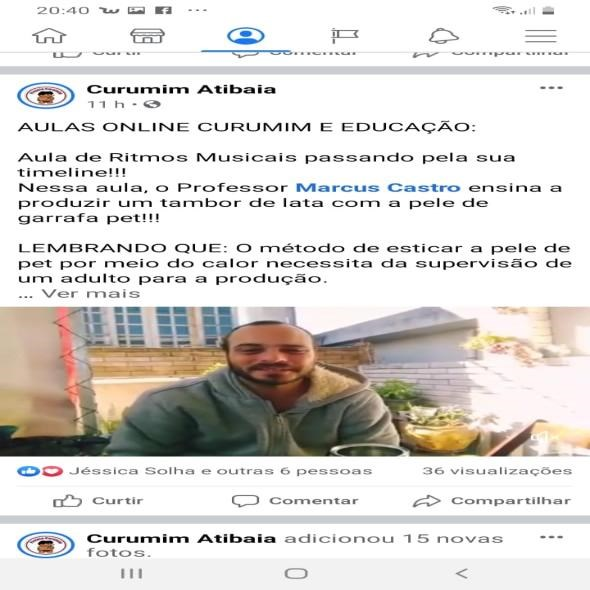 20:40
Curtir Comentar Compartilhar
Curumim Atibaia
11 h
AULAS ONLINE CURUMIM E EDUCAÇÃO:
Aula de Ritmos Musicais passando pela sua
timeline!!!
Nessa aula, o Professor Marcus Castro ensina a
produzir um tambor de lata com a pele de
garrafa pet!!!
LEMBRANDO QUE: O método de esticar a pele de
pet por meio do calor necessita da supervisão de
um adulto para a produção.
... Ver mais
Jéssica Solha e outras 6 pessoas 36 visualizações
Curtir Comentar Compartilhar
Curumim Atibaia adicionou 15 novas
fotos.